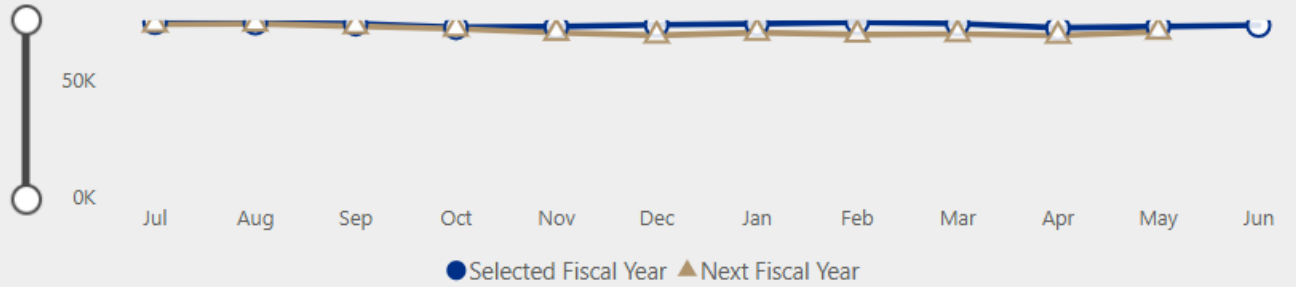 50K
0K
Jul Aug Sep Oct Nov Dec Jan Feb Mar Apr May Jun
Selected Fiscal Year Next Fiscal Year